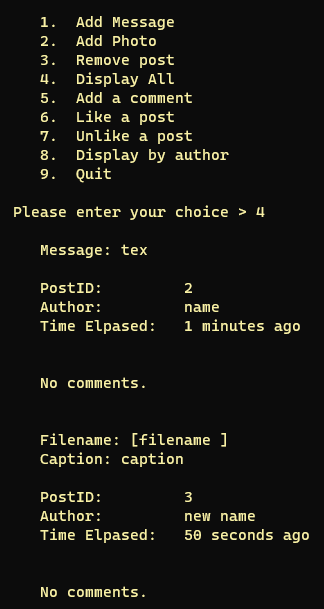 1. Add Message
2. Add Photo
3. Remove post
4. Display All
5. Add a comment
6. Like a post
7. Unlike a post
8. Display by author
9. Quit
Please enter your choice > 4
Message: tex
PostID: 2
Author: name
Time Elpased: 1 minutes ago
No comments.
Filename: [filename ]
Caption: caption
PostID: 3
Author: new name
Time Elpased: 50 seconds ago
No comments.